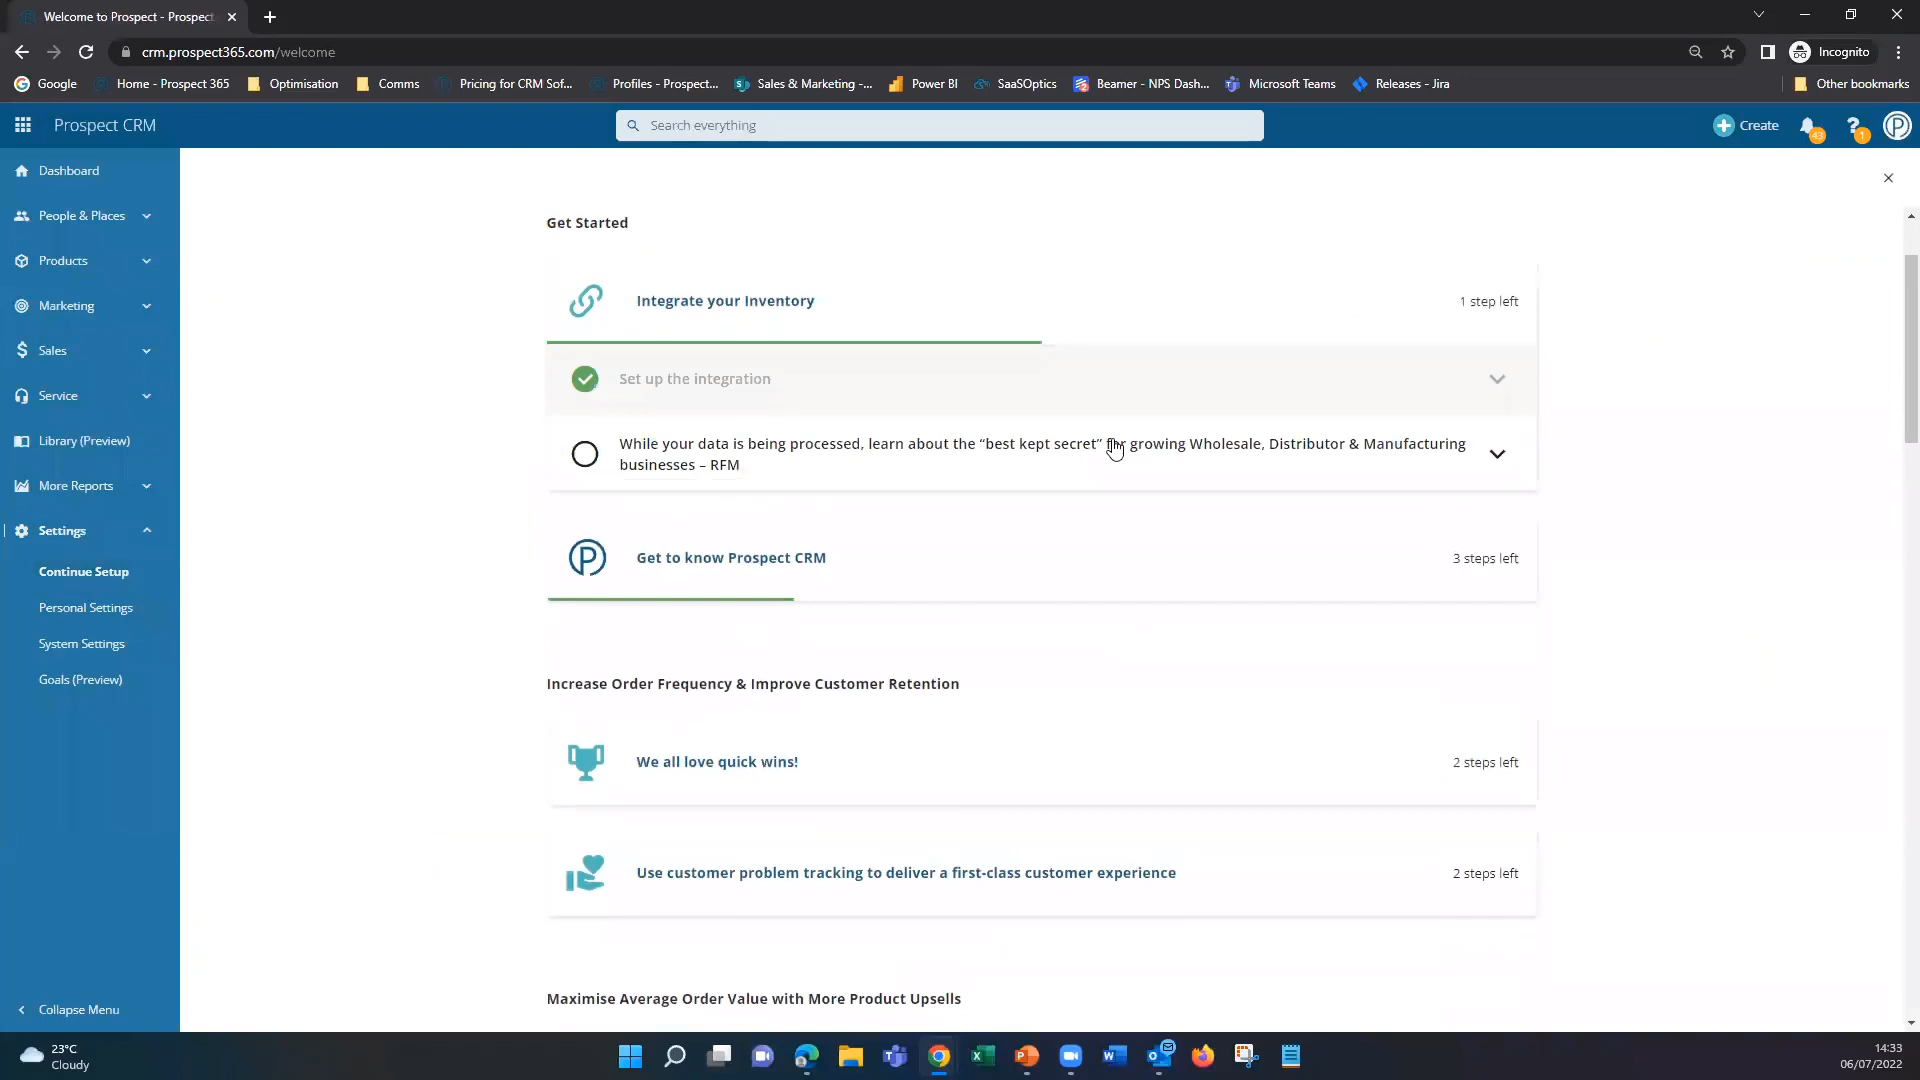 Welcome to Prospect - Prospect
crm.prospect365.com/welcome
Incognito
Google
Home - Prospect 365
Optimisation
Comms
Pricing for CRM Sof...
Profiles - Prospect...
Sales & Marketing -...
Power BI
SaaSOptics
Beamer - NPS Dash...
Microsoft Teams
Releases - Jira
Other bookmarks
Prospect CRM
Search everything
Create
43
1
Dashboard
People & Places
Products
Marketing
Sales
Service
Library (Preview)
More Reports
Settings
Continue Setup
Personal Settings
System Settings
Goals (Preview)
Collapse Menu
Get Started
Integrate your Inventory
1 step left
Set up the integration
While your data is being processed, learn about the “best kept secret” for growing Wholesale, Distributor & Manufacturing
businesses – RFM
Get to know Prospect CRM
3 steps left
Increase Order Frequency & Improve Customer Retention
We all love quick wins!
2 steps left
Use customer problem tracking to deliver a first-class customer experience
2 steps left
Maximise Average Order Value with More Product Upsells
23°C
Cloudy
14:33
06/07/2022